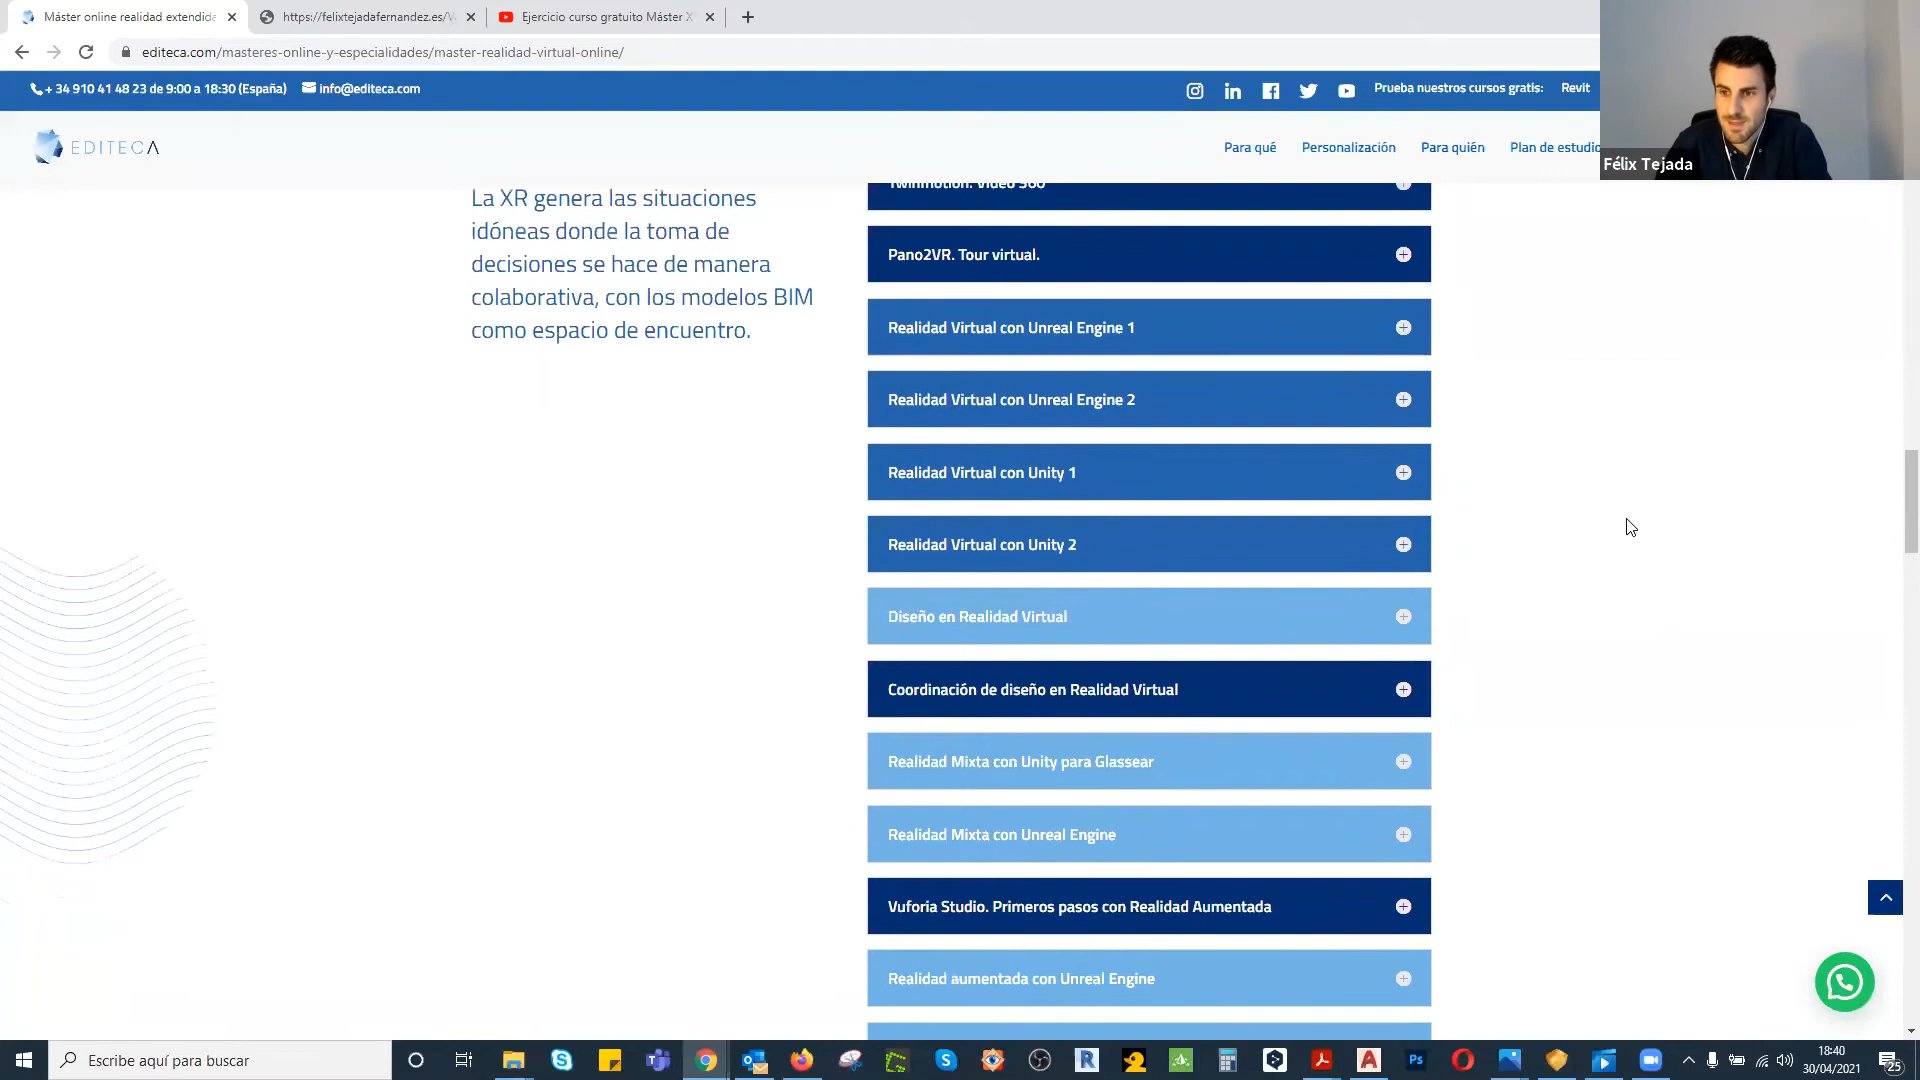 Máster online realidad extendida
https://felixtejadafernandez.es/V
Ejercicio curso gratuito Máster X
editeca.com/masteres-online-y-especialidades/master-realidad-virtual-online/
+ 34 910 41 48 23 de 9:00 a 18:30 (España)
info@editeca.com
Prueba nuestros cursos gratis:
Revit
EDITECA
Para qué
Personalización
Para quién
Plan de estudio
Félix Tejada
La XR genera las situaciones
idóneas donde la toma de
decisiones se hace de manera
colaborativa, con los modelos BIM
como espacio de encuentro.
Twinmotion. Video 360
Pano2VR. Tour virtual.
Realidad Virtual con Unreal Engine 1
Realidad Virtual con Unreal Engine 2
Realidad Virtual con Unity 1
Realidad Virtual con Unity 2
Diseño en Realidad Virtual
Coordinación de diseño en Realidad Virtual
Realidad Mixta con Unity para Glassear
Realidad Mixta con Unreal Engine
Vuforia Studio. Primeros pasos con Realidad Aumentada
Realidad aumentada con Unreal Engine
Escribe aquí para buscar
18:40
30/04/2021
25